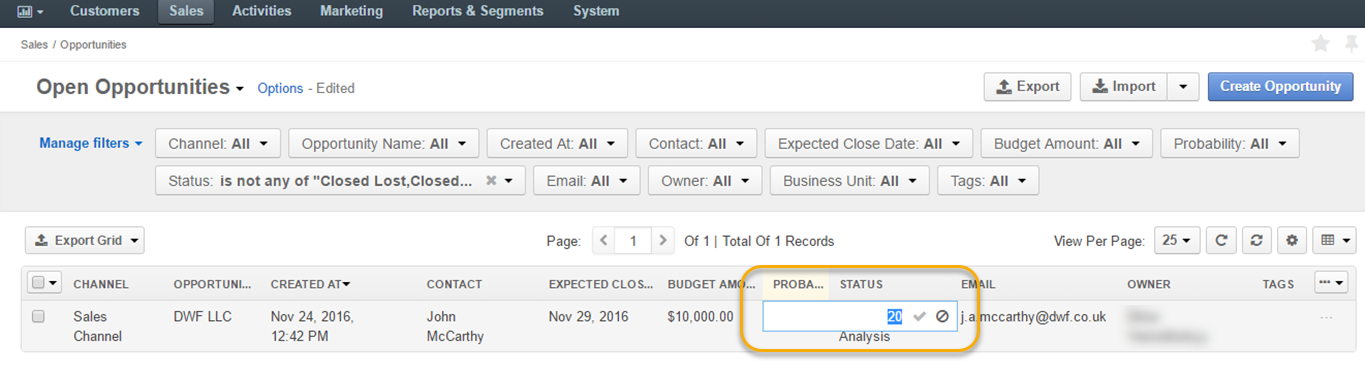 Customers Sales Activities Marketing Reports & Segments System
Sales / Opportunities
Open Opportunities Options - Edited Export Import Create Opportunity
Manage filters Channel: All Opportunity Name: All Created At: All Contact: All Expected Close Date: All Budget Amount: All Probability: All
Status: is not any of "Closed Lost,Closed... Email: All Owner: All Business Unit: All Tags: All
Export Grid Page: 1 Of 1 | Total Of 1 Records View Per Page: 25
CHANNEL OPPORTUNI... CREATED AT CONTACT EXPECTED CLOS... BUDGET AMO... PROBA... STATUS EMAIL OWNER TAGS
Sales DWF LLC Nov 24, 2016, John Nov 29, 2016 $10,000.00 20 j.a.mccarthy@dwf.co.uk
Channel 12:42 PM McCarthy Analysis